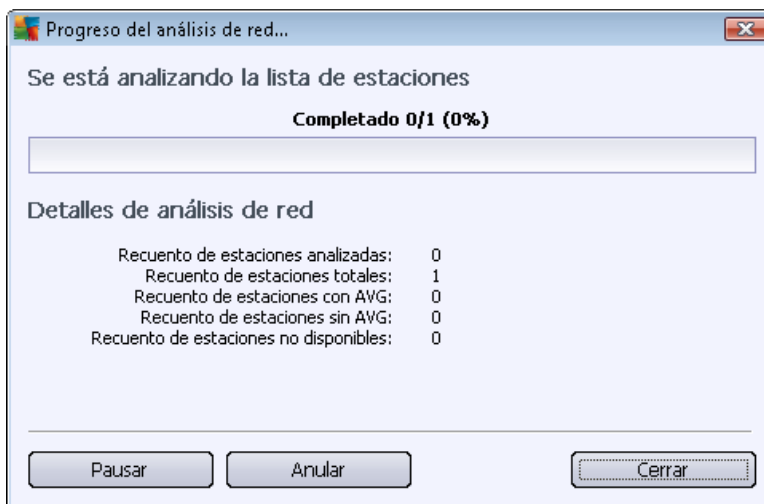 Progreso del análisis de red...
Se está analizando la lista de estaciones
Completado 0/1 (0%)
Detalles de análisis de red
Recuento de estaciones analizadas: 0
Recuento de estaciones totales: 1
Recuento de estaciones con AVG: 0
Recuento de estaciones sin AVG: 0
Recuento de estaciones no disponibles: 0
Pausar Anular Cerrar